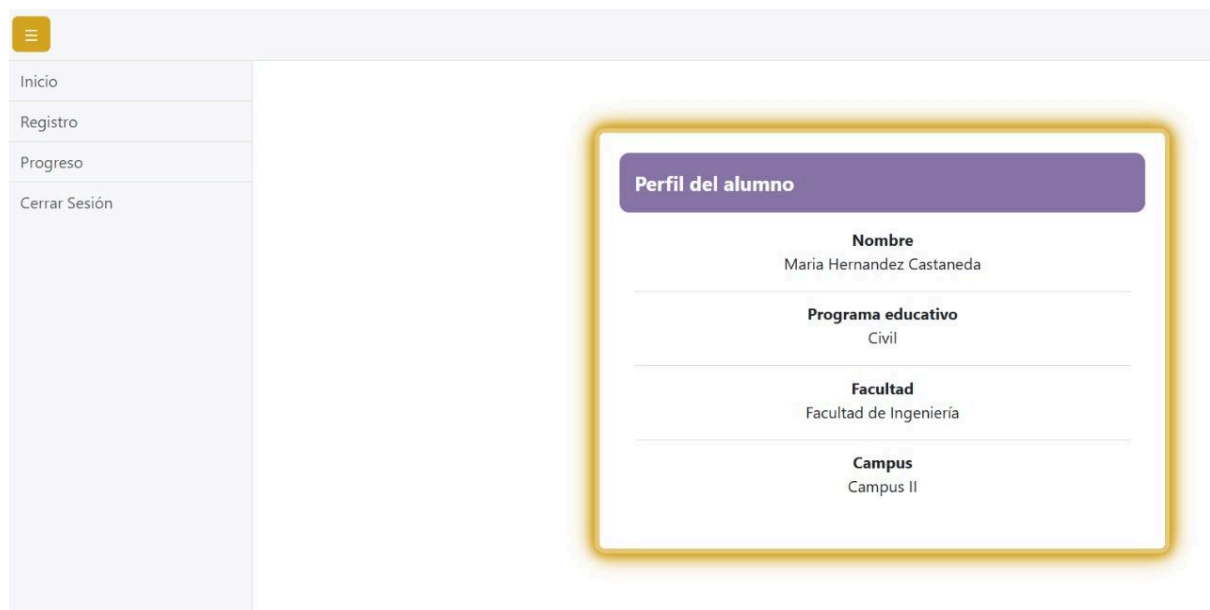 ☰
Inicio
Registro
Progreso
Cerrar Sesión
Perfil del alumno
Nombre
Maria Hernandez Castaneda
Programa educativo
Civil
Facultad
Facultad de Ingeniería
Campus
Campus II